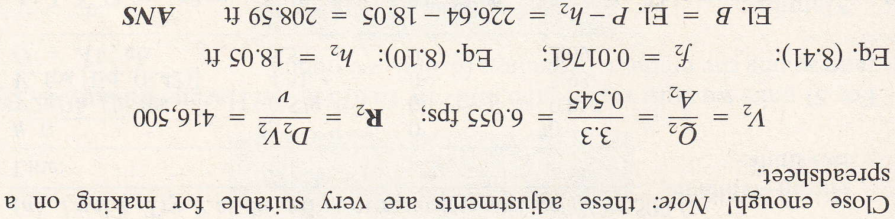 Close enough! Note: these adjustments are very suitable for making on a
spreadsheet.
V₂ = Q₂/A₂ = 3.3/0.545 = 6.055 fps; R₂ = D₂V₂/ν = 416,500
Eq. (8.41): f₂ = 0.01761; Eq. (8.10): h₂ = 18.05 ft
El. B = El. P − h₂ = 226.64 − 18.05 = 208.59 ft ANS